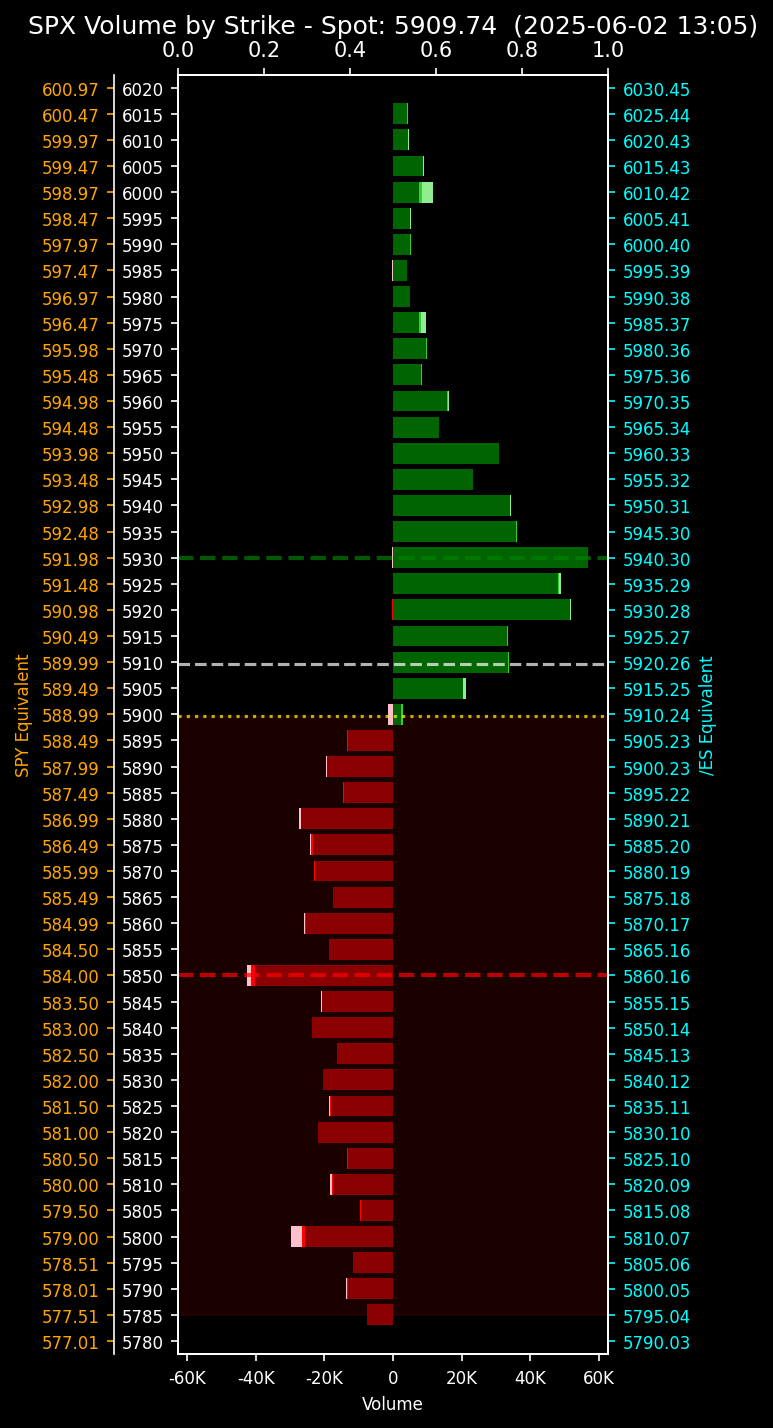 SPX Volume by Strike - Spot: 5909.74 (2025-06-02 13:05)
0.0 0.2 0.4 0.6 0.8 1.0
600.97 6020 6030.45
600.47 6015 6025.44
599.97 6010 6020.43
599.47 6005 6015.43
598.97 6000 6010.42
598.47 5995 6005.41
597.97 5990 6000.40
597.47 5985 5995.39
596.97 5980 5990.38
596.47 5975 5985.37
595.98 5970 5980.36
595.48 5965 5975.36
594.98 5960 5970.35
594.48 5955 5965.34
593.98 5950 5960.33
593.48 5945 5955.32
592.98 5940 5950.31
592.48 5935 5945.30
591.98 5930 5940.30
591.48 5925 5935.29
590.98 5920 5930.28
590.49 5915 5925.27
589.99 5910 5920.26
589.49 5905 5915.25
588.99 5900 5910.24
588.49 5895 5905.23
587.99 5890 5900.23
587.49 5885 5895.22
586.99 5880 5890.21
586.49 5875 5885.20
585.99 5870 5880.19
585.49 5865 5875.18
584.99 5860 5870.17
584.50 5855 5865.16
584.00 5850 5860.16
583.50 5845 5855.15
583.00 5840 5850.14
582.50 5835 5845.13
582.00 5830 5840.12
581.50 5825 5835.11
581.00 5820 5830.10
580.50 5815 5825.10
580.00 5810 5820.09
579.50 5805 5815.08
579.00 5800 5810.07
578.51 5795 5805.06
578.01 5790 5800.05
577.51 5785 5795.04
577.01 5780 5790.03
SPY Equivalent
/ES Equivalent
-60K -40K -20K 0 20K 40K 60K
Volume